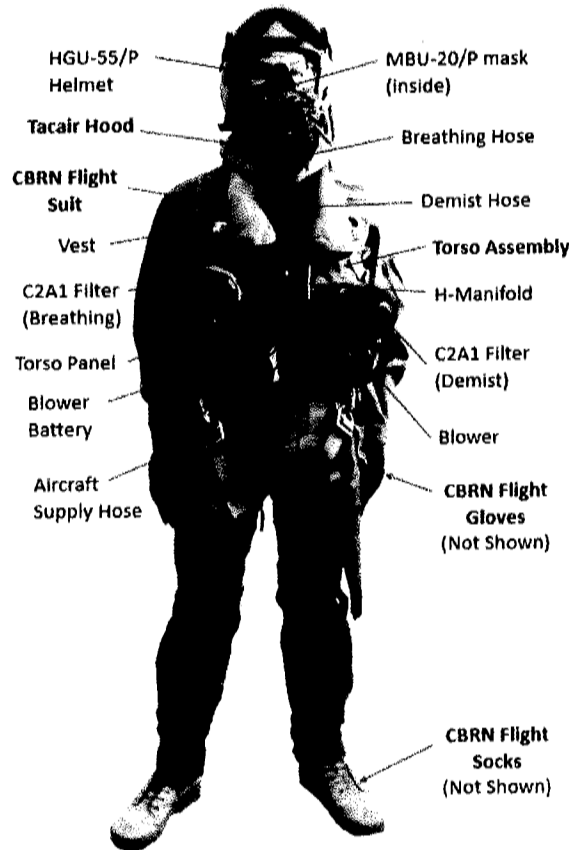 HGU-55/P
Helmet
Tacair Hood
CBRN Flight
Suit
Vest
C2A1 Filter
(Breathing)
Torso Panel
Blower
Battery
Aircraft
Supply Hose
MBU-20/P mask
(inside)
Breathing Hose
Demist Hose
Torso Assembly
H-Manifold
C2A1 Filter
(Demist)
Blower
CBRN Flight
Gloves
(Not Shown)
CBRN Flight
Socks
(Not Shown)